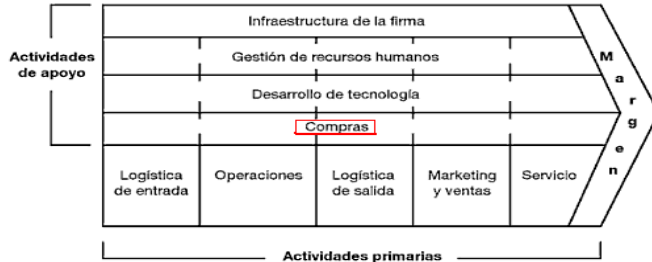 Infraestructura de la firma
Actividades
de apoyo
Gestión de recursos humanos
Desarrollo de tecnología
Compras
Logística
de entrada
Operaciones
Logística
de salida
Marketing
y ventas
Servicio
Margen
Actividades primarias